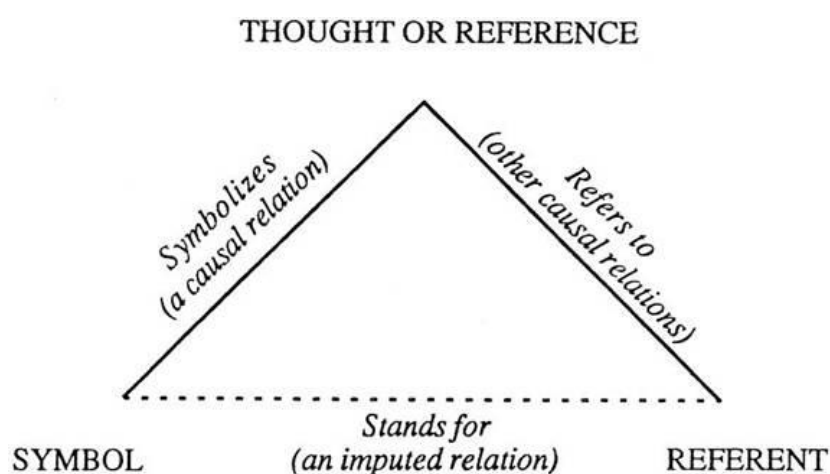 THOUGHT OR REFERENCE
Symbolizes
(a causal relation)
Refers to
(other causal relations)
Stands for
(an imputed relation)
SYMBOL
REFERENT